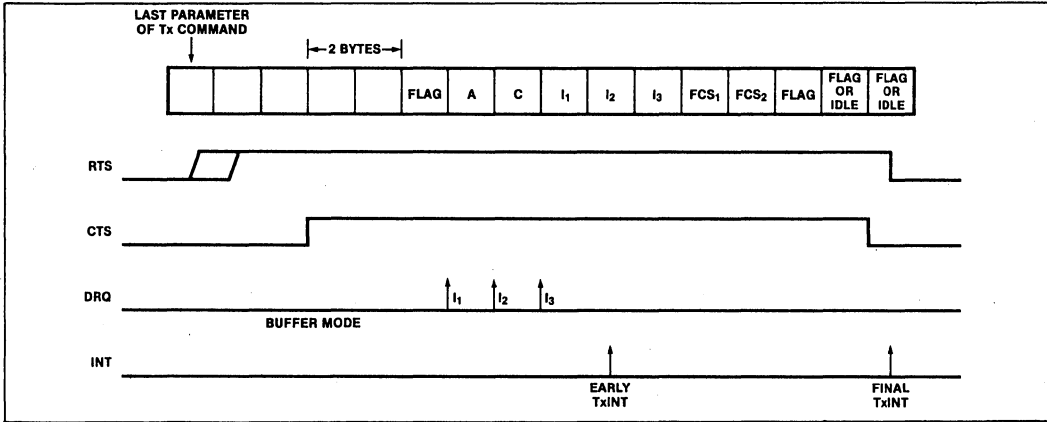 LAST PARAMETER
OF Tx COMMAND
2 BYTES
FLAG A C I₁ I₂ I₃ FCS₁ FCS₂ FLAG FLAG OR IDLE FLAG OR IDLE
RTS
CTS
DRQ I₁ I₂ I₃
BUFFER MODE
INT
EARLY
TxINT
FINAL
TxINT